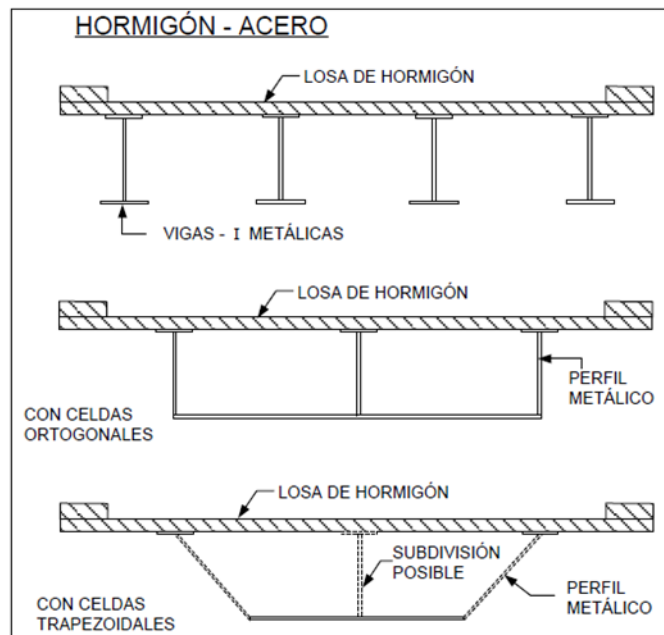 HORMIGÓN - ACERO
LOSA DE HORMIGÓN
VIGAS - I METÁLICAS
LOSA DE HORMIGÓN
PERFIL
METÁLICO
CON CELDAS
ORTOGONALES
LOSA DE HORMIGÓN
SUBDIVISIÓN
POSIBLE
PERFIL
METÁLICO
CON CELDAS
TRAPEZOIDALES